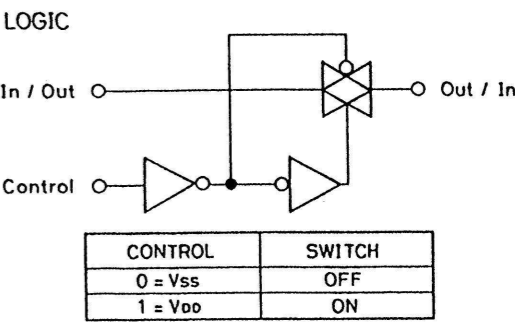 LOGIC
In / Out
Out / In
Control
CONTROL SWITCH
0 = Vss OFF
1 = VDD ON